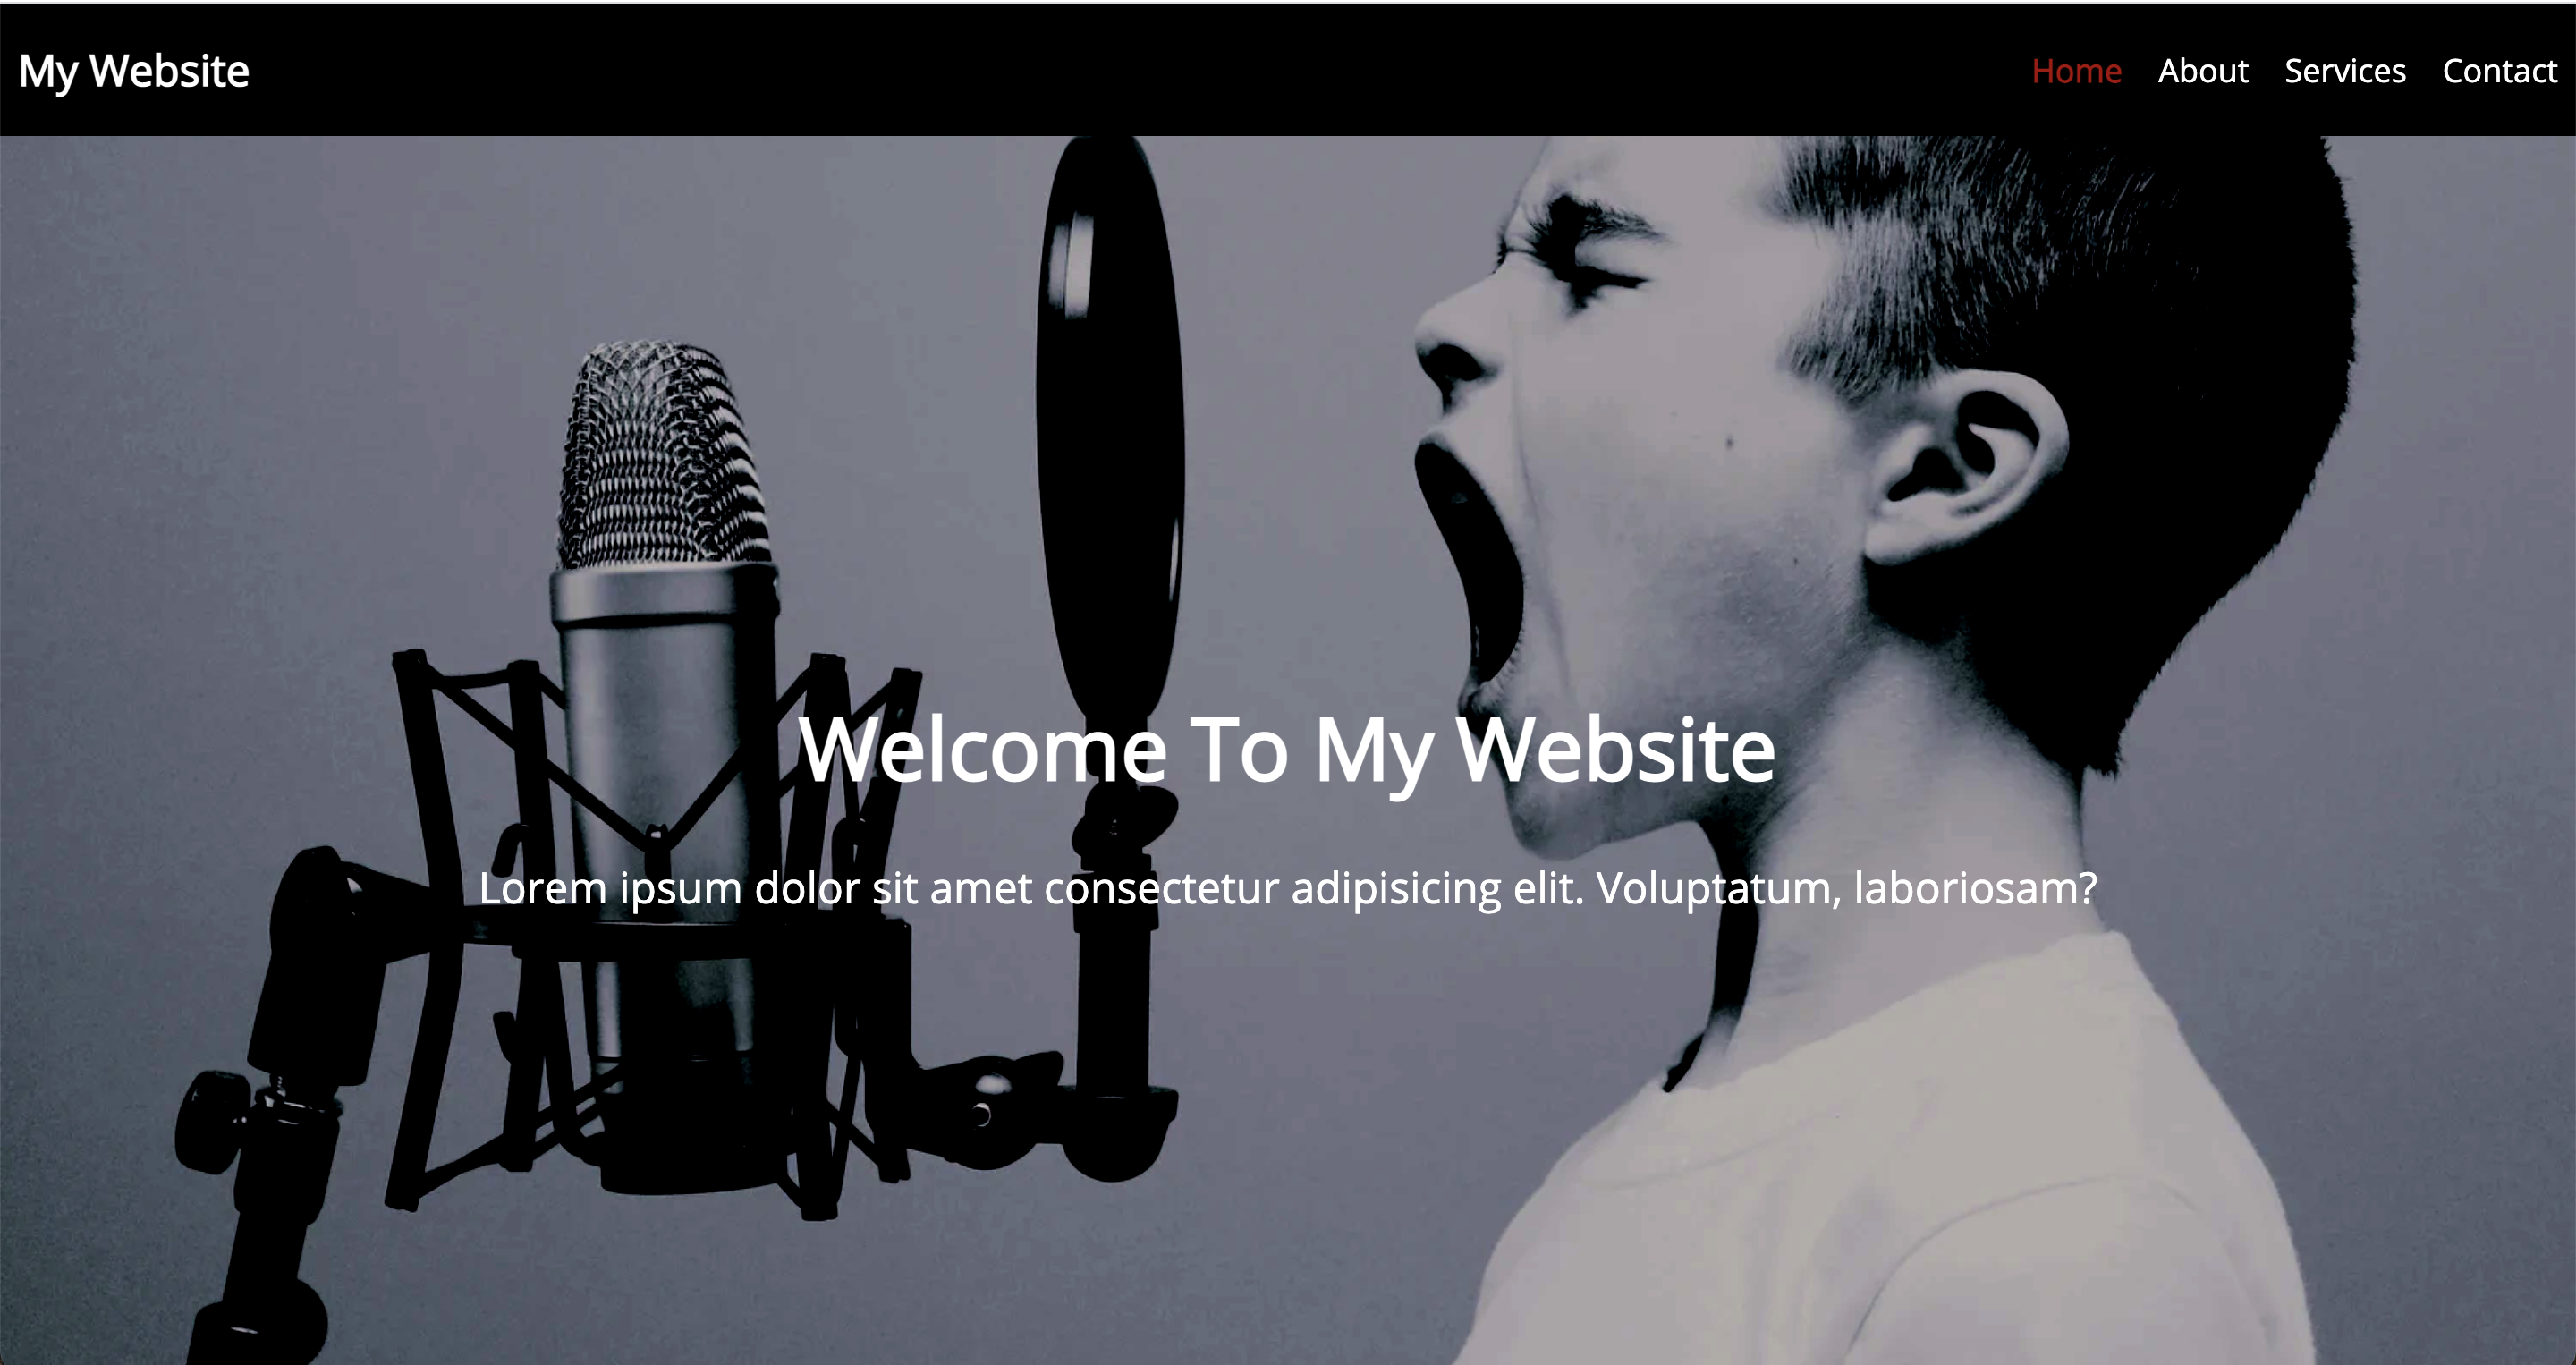 My Website
Home About Services Contact
Welcome To My Website
Lorem ipsum dolor sit amet consectetur adipisicing elit. Voluptatum, laboriosam?